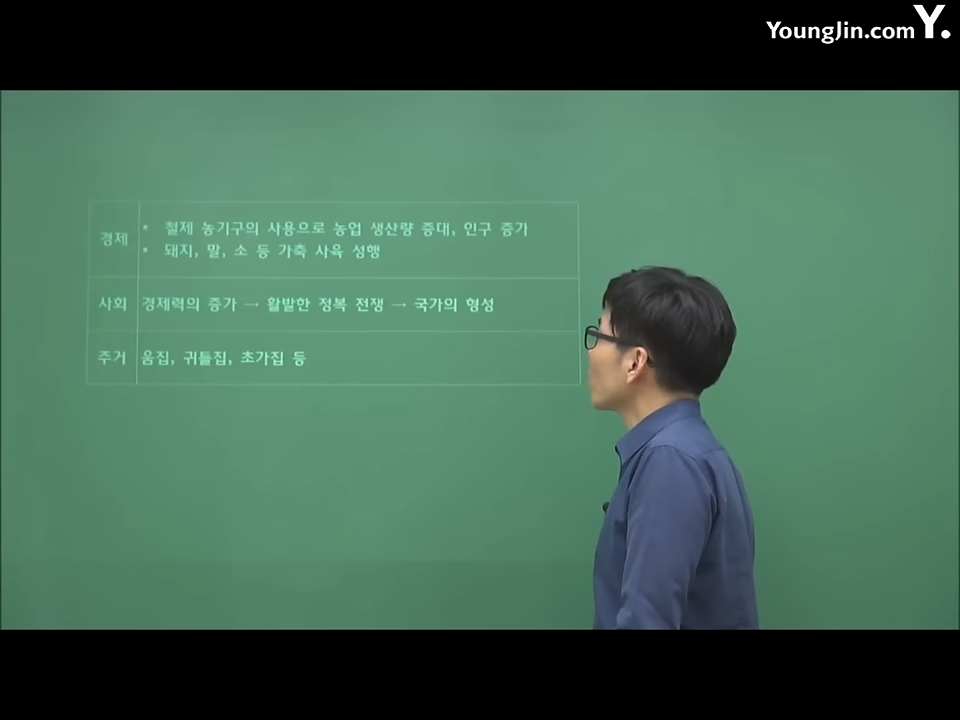 YoungJin.com Y.
경제
• 철제 농기구의 사용으로 농업 생산량 증대, 인구 증가
• 돼지, 말, 소 등 가축 사육 성행
사회
경제력의 증가 → 활발한 정복 전쟁 → 국가의 형성
주거
움집, 귀틀집, 초가집 등